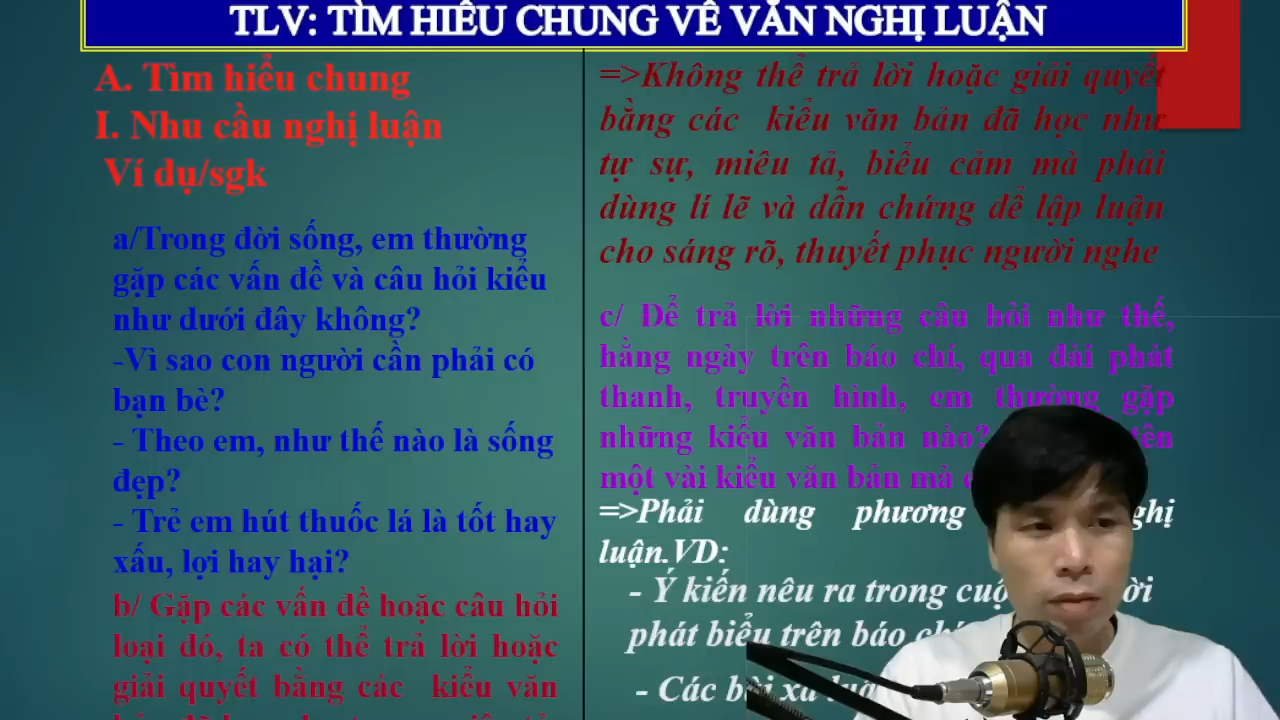 TLV: TÌM HIỂU CHUNG VỀ VĂN NGHỊ LUẬN
A. Tìm hiểu chung
I. Nhu cầu nghị luận
Ví dụ/sgk
a/Trong đời sống, em thường
gặp các vấn đề và câu hỏi kiểu
như dưới đây không?
-Vì sao con người cần phải có
bạn bè?
- Theo em, như thế nào là sống
đẹp?
- Trẻ em hút thuốc lá là tốt hay
xấu, lợi hay hại?
b/ Gặp các vấn đề hoặc câu hỏi
loại đó, ta có thể trả lời hoặc
giải quyết bằng các kiểu văn
=>Không thể trả lời hoặc giải quyết
bằng các kiểu văn bản đã học như
tự sự, miêu tả, biểu cảm mà phải
dùng lí lẽ và dẫn chứng để lập luận
cho sáng rõ, thuyết phục người nghe
c/ Để trả lời những câu hỏi như thế,
hằng ngày trên báo chí, qua đài phát
thanh, truyền hình, em thường gặp
những kiểu văn bản nào? tên
một vài kiểu văn bản mà
=>Phải dùng phương nghị
luận.VD:
- Ý kiến nêu ra trong cuộc
phát biểu trên báo chí
- Các bài xã luận